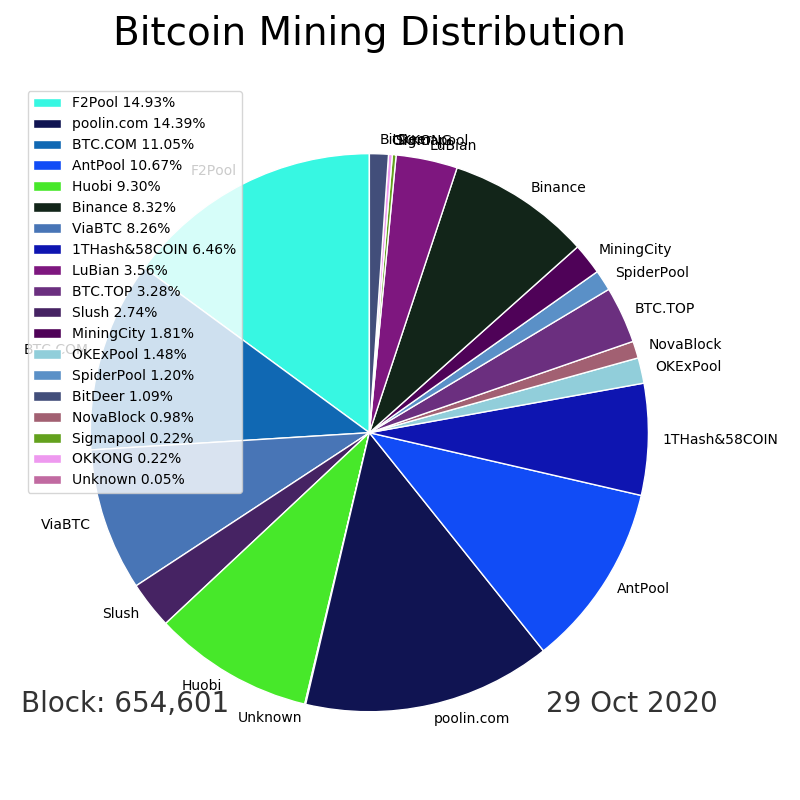 Bitcoin Mining Distribution
F2Pool 14.93%
poolin.com 14.39%
BTC.COM 11.05%
AntPool 10.67%
Huobi 9.30%
Binance 8.32%
ViaBTC 8.26%
1THash&58COIN 6.46%
LuBian 3.56%
BTC.TOP 3.28%
Slush 2.74%
MiningCity 1.81%
OKExPool 1.48%
SpiderPool 1.20%
BitDeer 1.09%
NovaBlock 0.98%
Sigmapool 0.22%
OKKONG 0.22%
Unknown 0.05%
BitDeer
OKKONG
Sigmapool
LuBian
Binance
MiningCity
SpiderPool
BTC.TOP
NovaBlock
OKExPool
1THash&58COIN
AntPool
poolin.com
Unknown
Huobi
Slush
ViaBTC
BTC.COM
F2Pool
Block: 654,601
29 Oct 2020